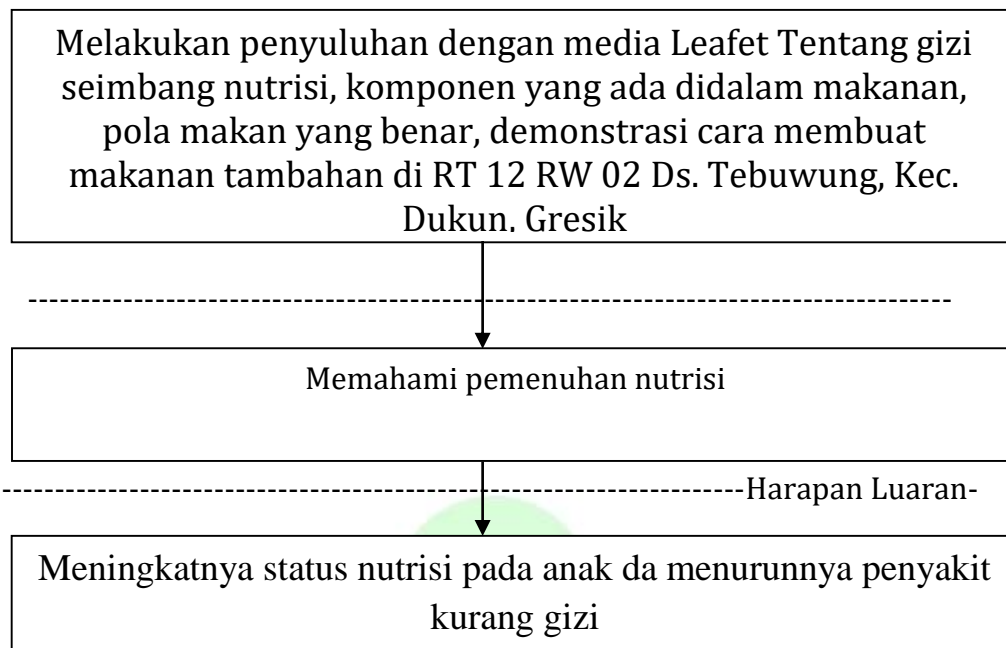 Melakukan penyuluhan dengan media Leafet Tentang gizi
seimbang nutrisi, komponen yang ada didalam makanan,
pola makan yang benar, demonstrasi cara membuat
makanan tambahan di RT 12 RW 02 Ds. Tebuwung, Kec.
Dukun. Gresik
Memahami pemenuhan nutrisi
Harapan Luaran-
Meningkatnya status nutrisi pada anak da menurunnya penyakit
kurang gizi